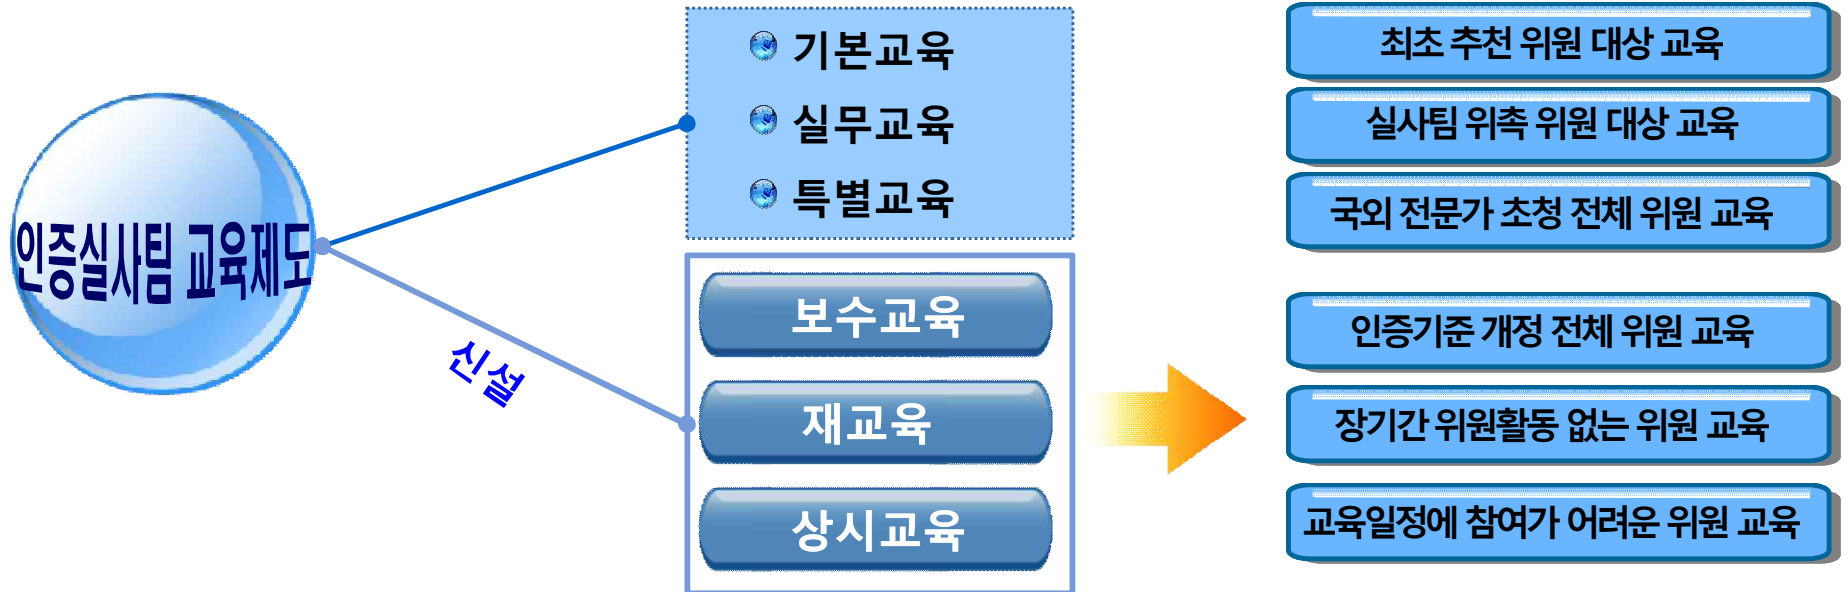 인증실사팀 교육제도
신설
기본교육
실무교육
특별교육
보수교육
재교육
상시교육
최초 추천 위원 대상 교육
실사팀 위촉 위원 대상 교육
국외 전문가 초청 전체 위원 교육
인증기준 개정 전체 위원 교육
장기간 위원활동 없는 위원 교육
교육일정에 참여가 어려운 위원 교육